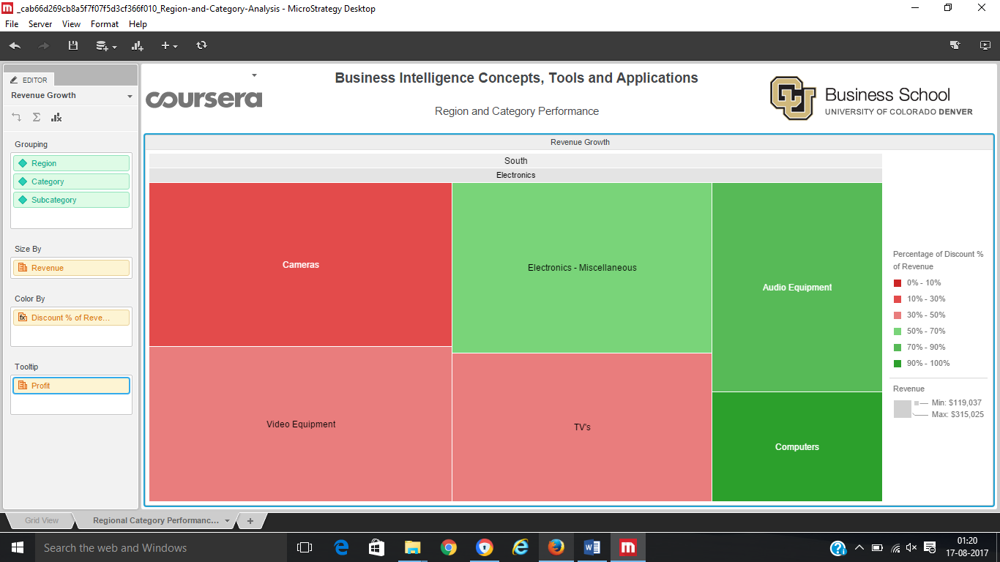 _cab66d269cb8a5f7f07f5d3cf366f010_Region-and-Category-Analysis - MicroStrategy Desktop
File Server View Format Help
EDITOR
Revenue Growth
Grouping
Region
Category
Subcategory
Size By
Revenue
Color By
Discount % of Reve...
Tooltip
Profit
coursera
Business Intelligence Concepts, Tools and Applications
Region and Category Performance
CU
Business School
UNIVERSITY OF COLORADO DENVER
Revenue Growth
South
Electronics
Cameras
Electronics - Miscellaneous
Audio Equipment
Video Equipment
TV's
Computers
Percentage of Discount %
of Revenue
0% - 10%
10% - 30%
30% - 50%
50% - 70%
70% - 90%
90% - 100%
Revenue
Min: $119,037
Max: $315,025
Grid View
Regional Category Performanc...
Search the web and Windows
01:20
17-08-2017